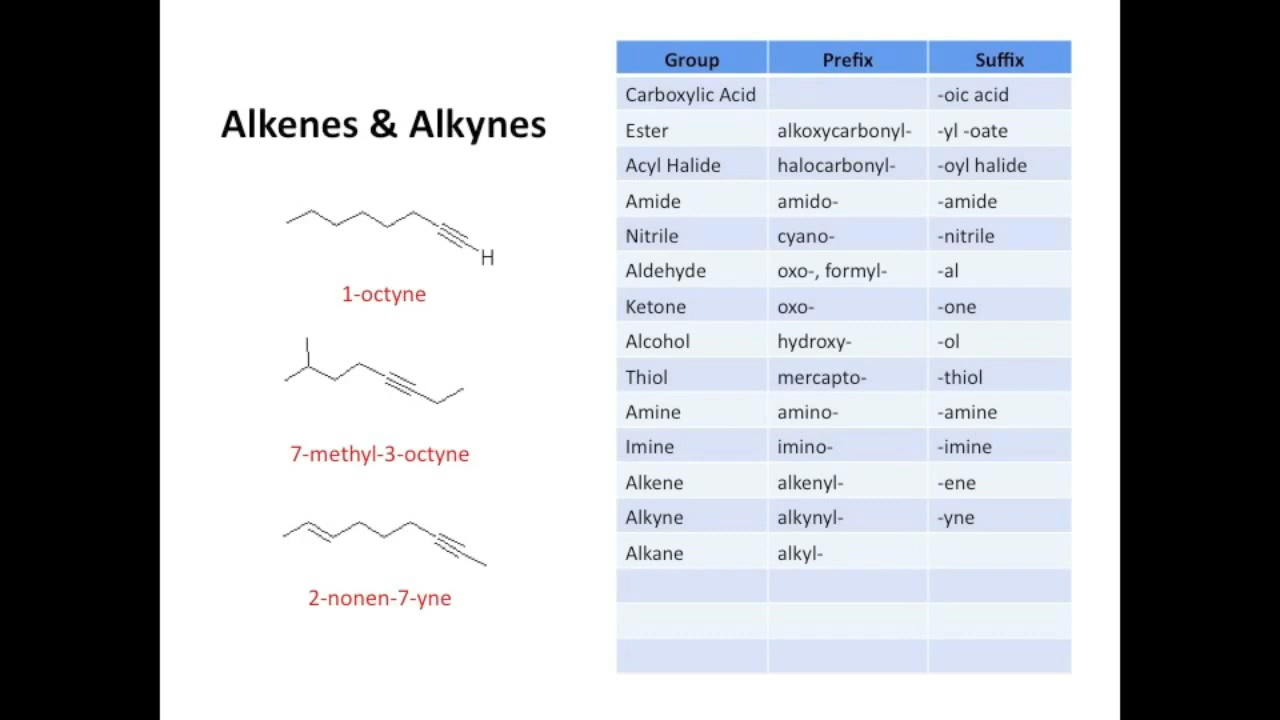 Alkenes & Alkynes
H
1-octyne
7-methyl-3-octyne
2-nonen-7-yne
Group Prefix Suffix
Carboxylic Acid -oic acid
Ester alkoxycarbonyl- -yl -oate
Acyl Halide halocarbonyl- -oyl halide
Amide amido- -amide
Nitrile cyano- -nitrile
Aldehyde oxo-, formyl- -al
Ketone oxo- -one
Alcohol hydroxy- -ol
Thiol mercapto- -thiol
Amine amino- -amine
Imine imino- -imine
Alkene alkenyl- -ene
Alkyne alkynyl- -yne
Alkane alkyl-